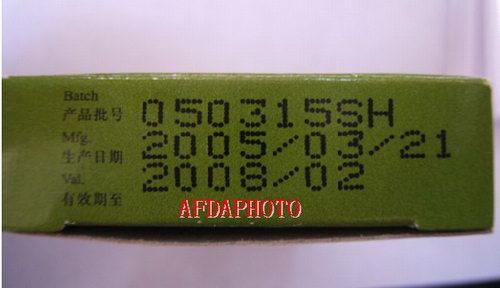 Batch
产品批号 050315SH
Mfg.
生产日期 2005/03/21
Val.
有效期至 2008/02
AFDAPHOTO